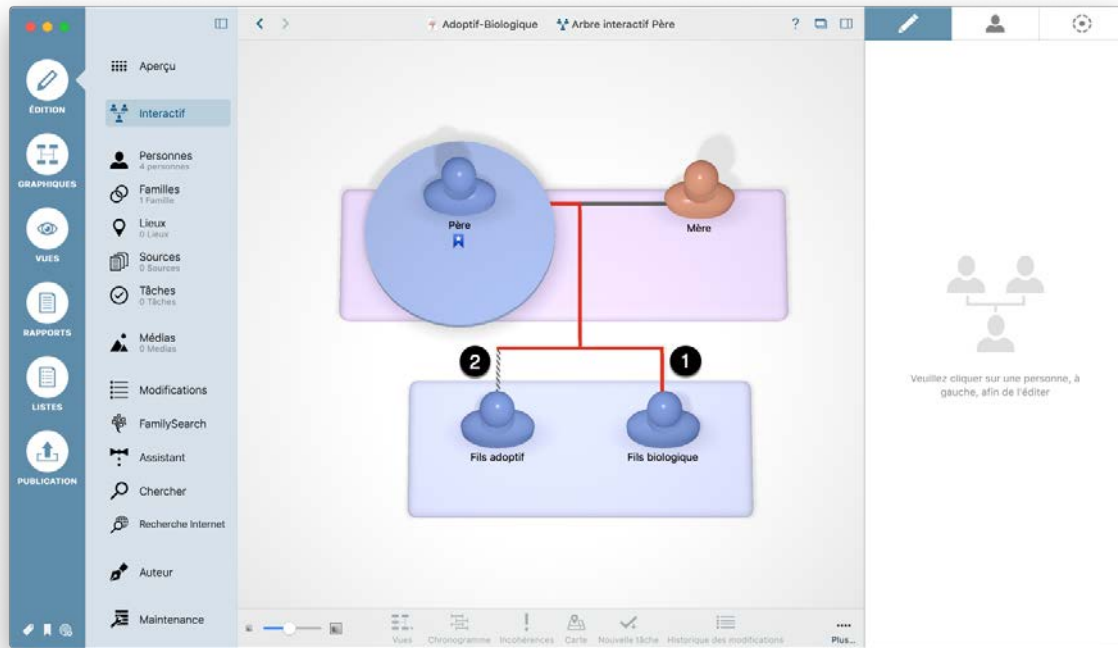 Adoptif-Biologique
Arbre interactif Père
?
ÉDITION
GRAPHIQUES
VUES
RAPPORTS
LISTES
PUBLICATION
Aperçu
Interactif
Personnes
4 personnes
Familles
1 Famille
Lieux
0 Lieux
Sources
0 Sources
Tâches
0 Tâches
Médias
0 Medias
Modifications
FamilySearch
Assistant
Chercher
Recherche Internet
Auteur
Maintenance
Père
Mère
2
1
Fils adoptif
Fils biologique
Vues
Chronogramme
Incohérences
Carte
Nouvelle tâche
Historique des modifications
Plus...
Veuillez cliquer sur une personne, à
gauche, afin de l'éditer